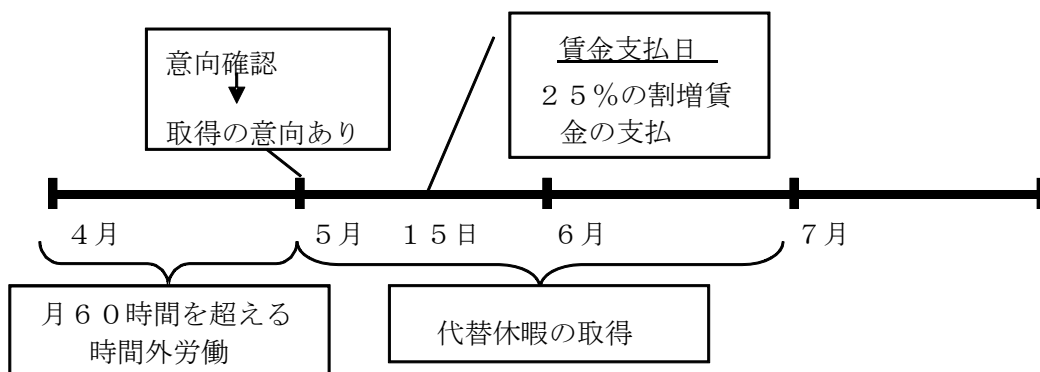 意向確認
取得の意向あり
賃金支払日
２５％の割増賃
金の支払
４月
５月
１５日
６月
７月
月６０時間を超える
時間外労働
代替休暇の取得